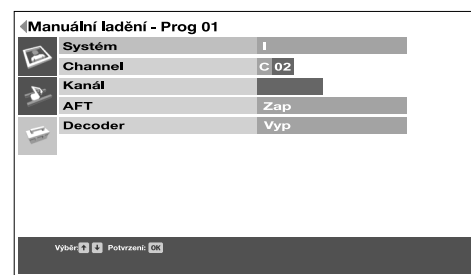 Manuální ladění - Prog 01
Systém I
Channel C 02
Kanál
AFT Zap
Decoder Vyp
Výběr: Potvrzení: OK